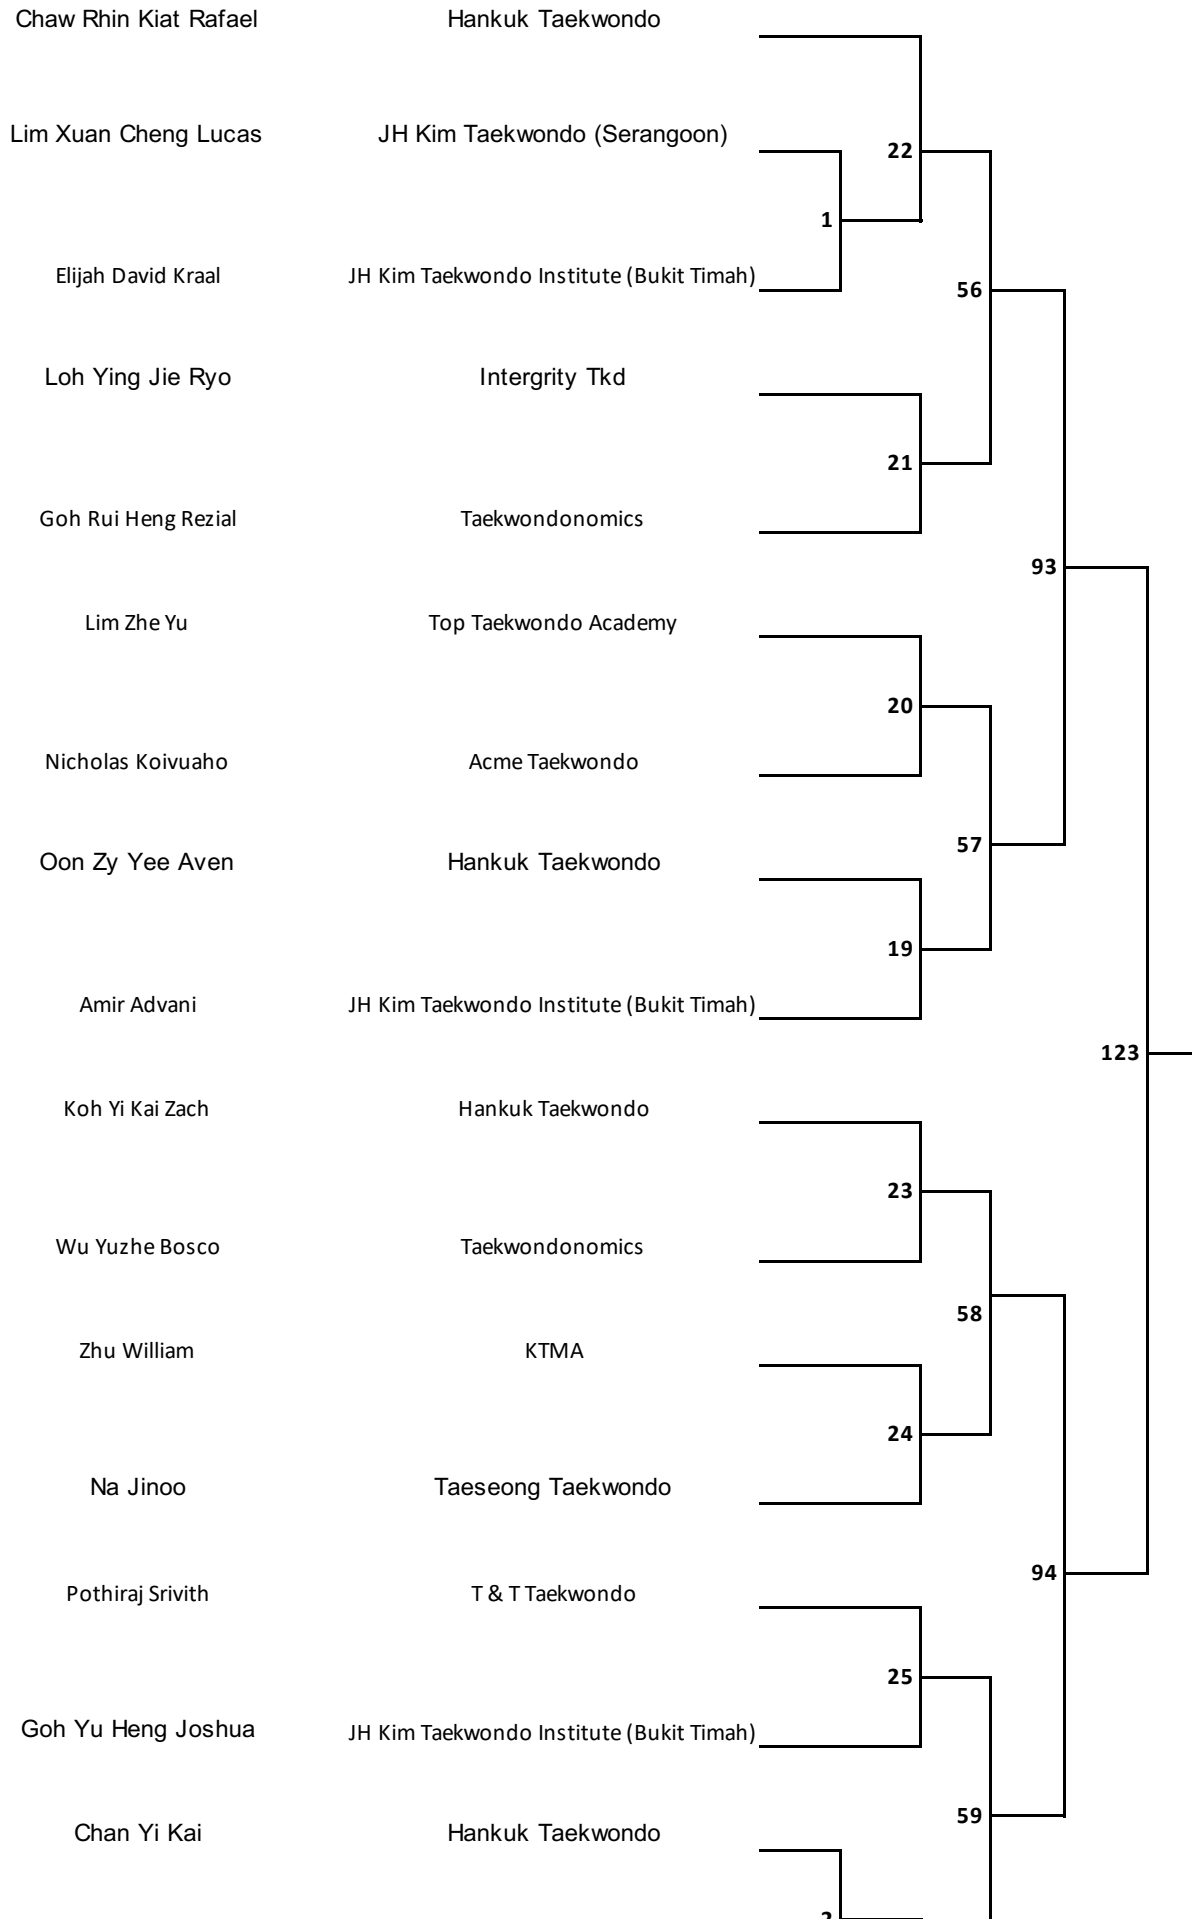 Chaw Rhin Kiat Rafael Hankuk Taekwondo
Lim Xuan Cheng Lucas JH Kim Taekwondo (Serangoon)
22
1
Elijah David Kraal JH Kim Taekwondo Institute (Bukit Timah)
56
Loh Ying Jie Ryo Intergrity Tkd
21
Goh Rui Heng Rezial Taekwondonomics
93
Lim Zhe Yu Top Taekwondo Academy
20
Nicholas Koivuaho Acme Taekwondo
57
Oon Zy Yee Aven Hankuk Taekwondo
19
Amir Advani JH Kim Taekwondo Institute (Bukit Timah)
123
Koh Yi Kai Zach Hankuk Taekwondo
23
Wu Yuzhe Bosco Taekwondonomics
58
Zhu William KTMA
24
Na Jinoo Taeseong Taekwondo
94
Pothiraj Srivith T & T Taekwondo
25
Goh Yu Heng Joshua JH Kim Taekwondo Institute (Bukit Timah)
59
Chan Yi Kai Hankuk Taekwondo